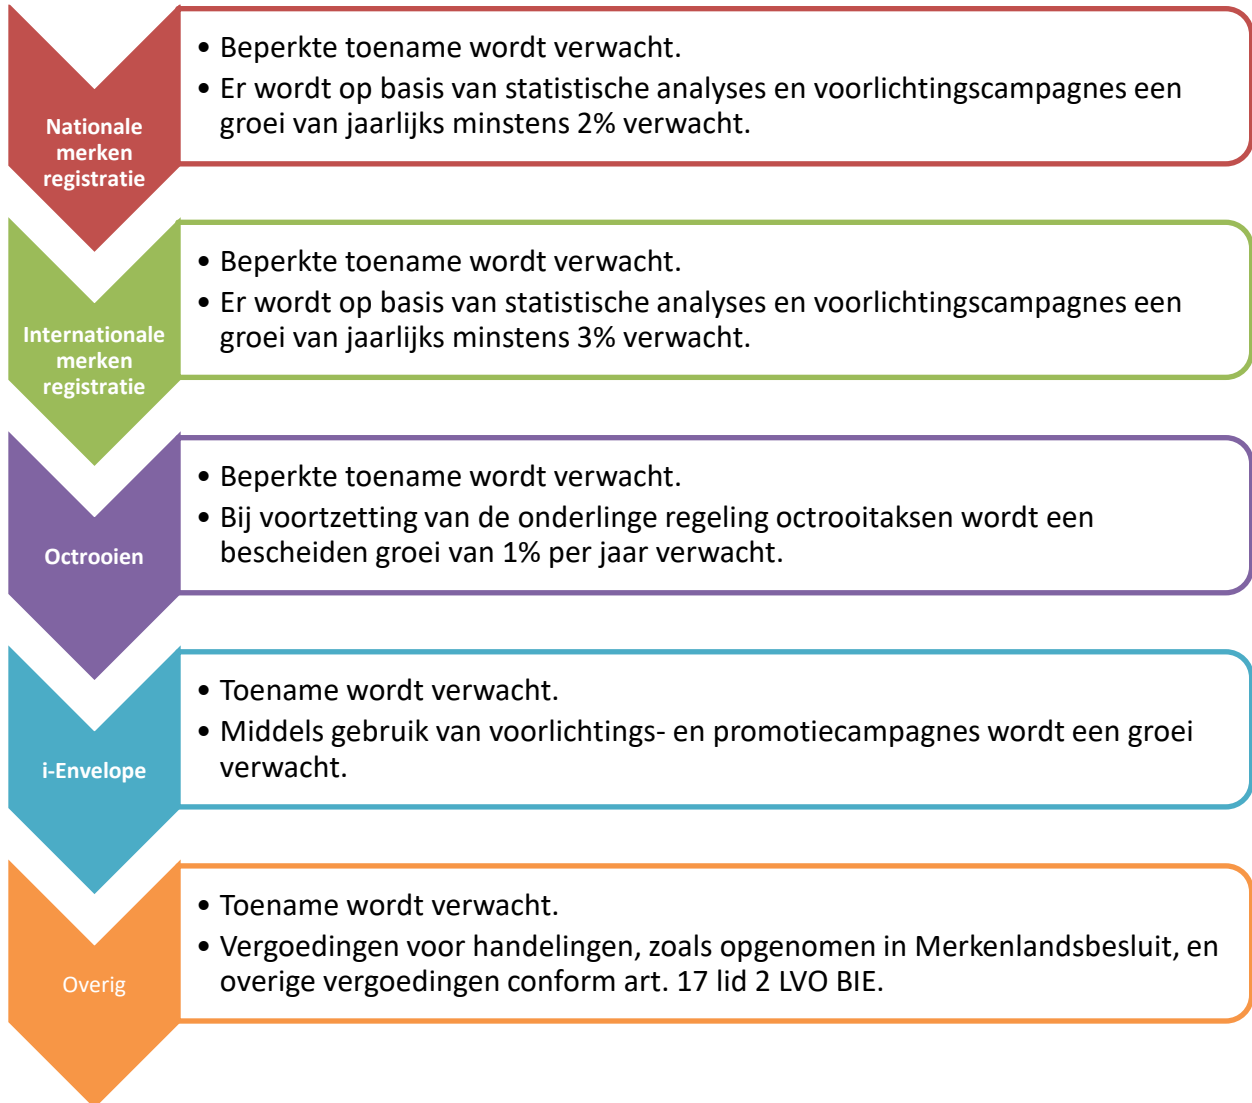 Nationale
merken
registratie
• Beperkte toename wordt verwacht.
• Er wordt op basis van statistische analyses en voorlichtingscampagnes een
groei van jaarlijks minstens 2% verwacht.
Internationale
merken
registratie
• Beperkte toename wordt verwacht.
• Er wordt op basis van statistische analyses en voorlichtingscampagnes een
groei van jaarlijks minstens 3% verwacht.
Octrooien
• Beperkte toename wordt verwacht.
• Bij voortzetting van de onderlinge regeling octrooitaksen wordt een
bescheiden groei van 1% per jaar verwacht.
i-Envelope
• Toename wordt verwacht.
• Middels gebruik van voorlichtings- en promotiecampagnes wordt een groei
verwacht.
Overig
• Toename wordt verwacht.
• Vergoedingen voor handelingen, zoals opgenomen in Merkenlandsbesluit, en
overige vergoedingen conform art. 17 lid 2 LVO BIE.